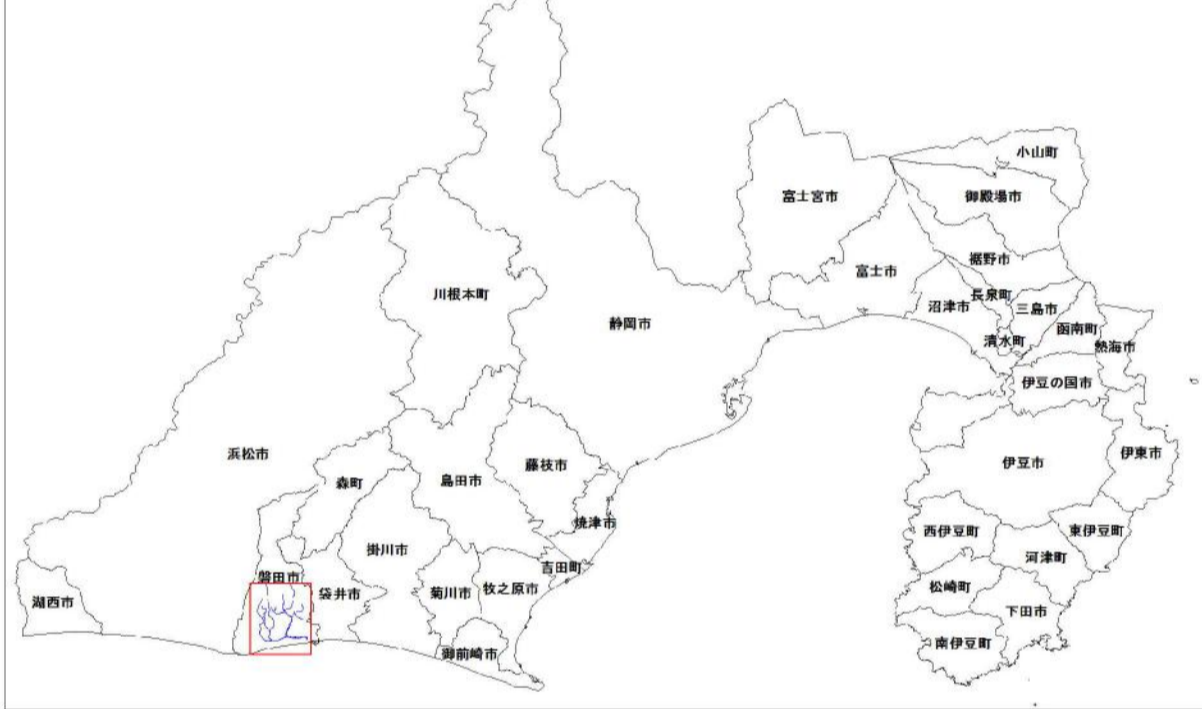 小山町
富士宮市
御殿場市
裾野市
富士市
川根本町
長泉町
沼津市
三島市
静岡市
函南町
清水町
熱海市
伊豆の国市
浜松市
伊東市
伊豆市
藤枝市
島田市
森町
焼津市
西伊豆町
東伊豆町
掛川市
河津町
吉田町
磐田市
松崎町
牧之原市
菊川市
袋井市
湖西市
下田市
南伊豆町
御前崎市